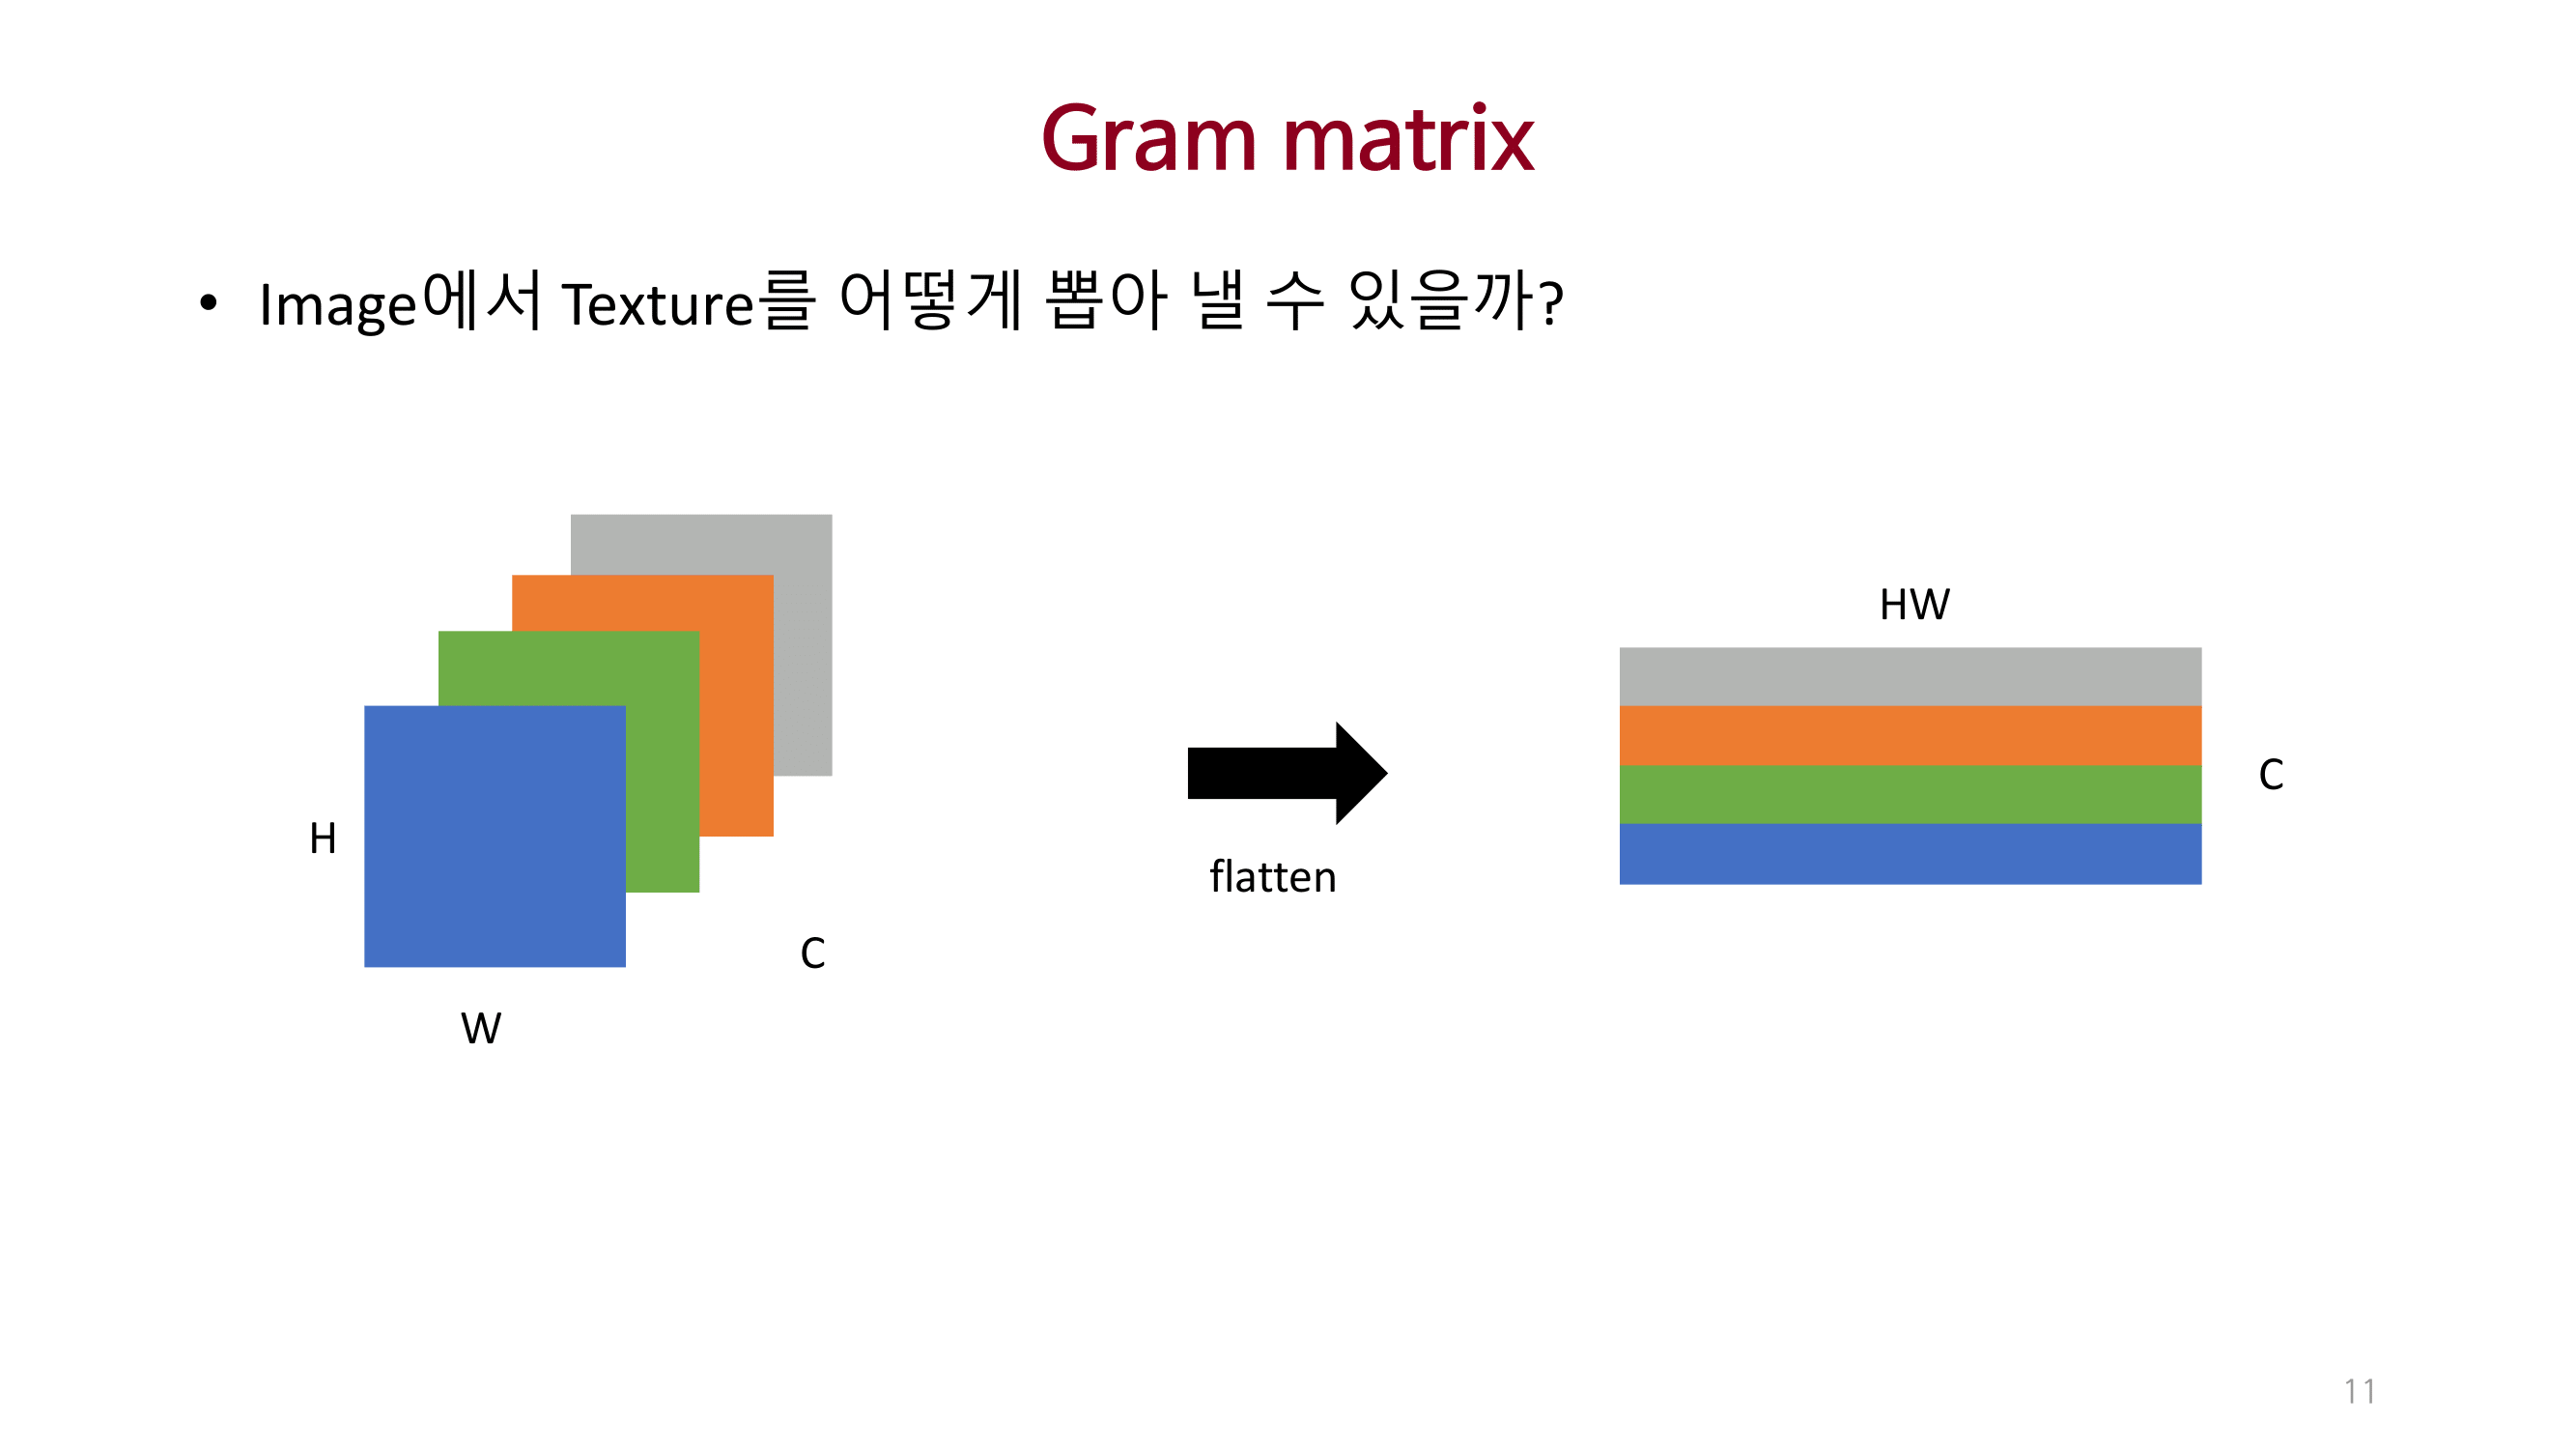 Gram matrix
• Image에서 Texture를 어떻게 뽑아 낼 수 있을까?
HW
C
H
flatten
C
W
11